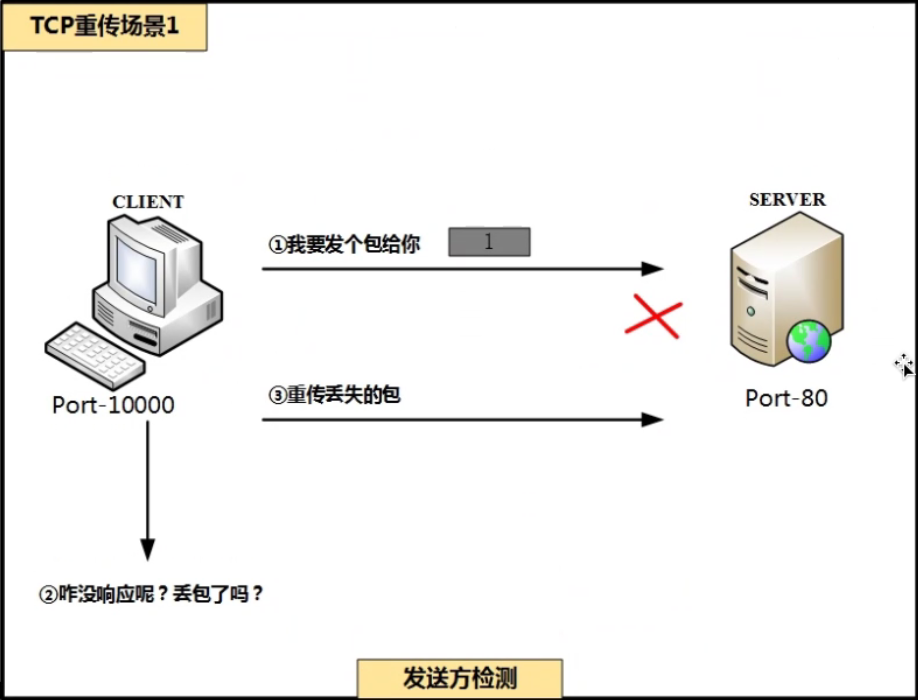 TCP重传场景1
CLIENT
SERVER
①我要发个包给你
1
③重传丢失的包
Port-10000
Port-80
②咋没响应呢？丢包了吗？
发送方检测